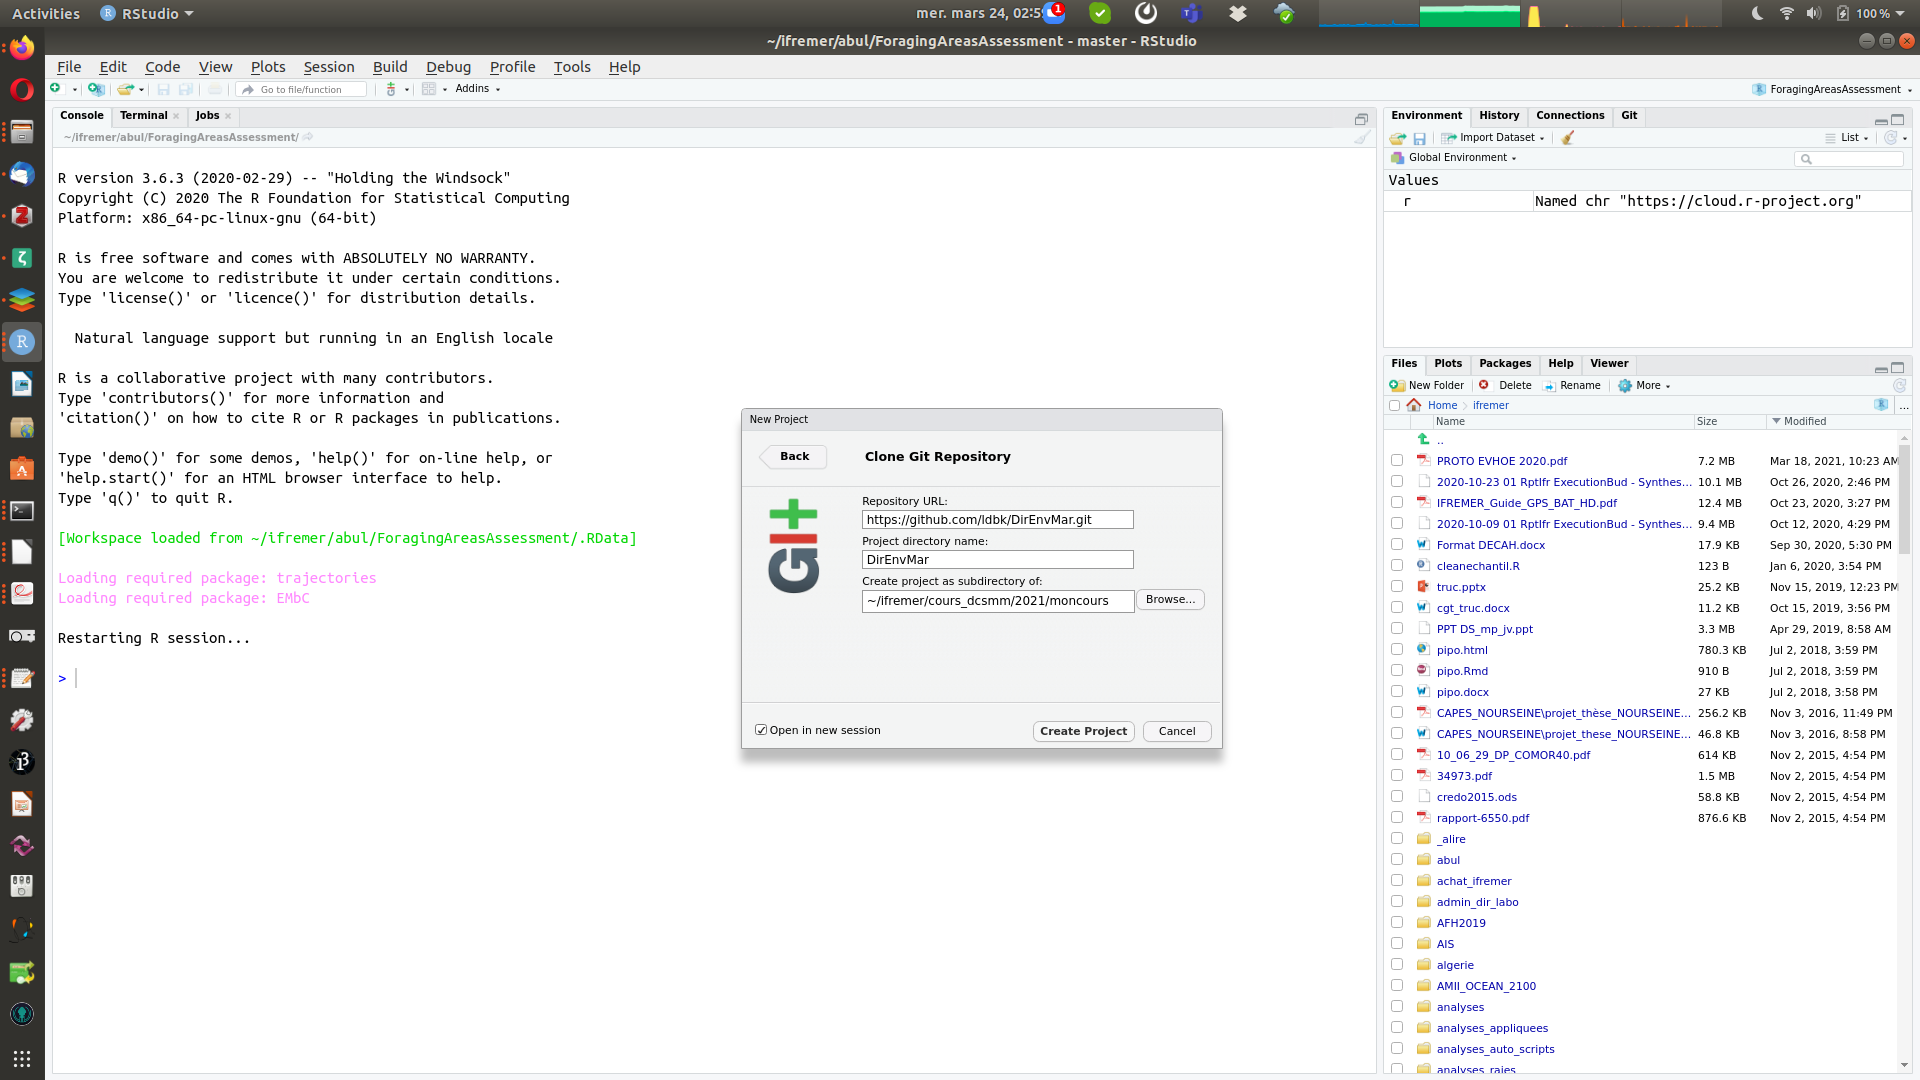 Activities
RStudio
mer. mars 24, 02:5
1
100 %
~/ifremer/abul/ForagingAreasAssessment - master - RStudio
File Edit Code View Plots Session Build Debug Profile Tools Help
Go to file/function
Addins
ForagingAreasAssessment
Console Terminal Jobs
~/ifremer/abul/ForagingAreasAssessment/
R version 3.6.3 (2020-02-29) -- "Holding the Windsock"
Copyright (C) 2020 The R Foundation for Statistical Computing
Platform: x86_64-pc-linux-gnu (64-bit)
R is free software and comes with ABSOLUTELY NO WARRANTY.
You are welcome to redistribute it under certain conditions.
Type 'license()' or 'licence()' for distribution details.
Natural language support but running in an English locale
R is a collaborative project with many contributors.
Type 'contributors()' for more information and
'citation()' on how to cite R or R packages in publications.
Type 'demo()' for some demos, 'help()' for on-line help, or
'help.start()' for an HTML browser interface to help.
Type 'q()' to quit R.
[Workspace loaded from ~/ifremer/abul/ForagingAreasAssessment/.RData]
Loading required package: trajectories
Loading required package: EMbC
Restarting R session...
>
New Project
Back
Clone Git Repository
GIT
Repository URL:
https://github.com/ldbk/DirEnvMar.git
Project directory name:
DirEnvMar
Create project as subdirectory of:
~/ifremer/cours_dcsmm/2021/moncours
Browse...
Open in new session
Create Project
Cancel
Environment History Connections Git
Import Dataset
List
Global Environment
Values
r Named chr "https://cloud.r-project.org"
Files Plots Packages Help Viewer
New Folder Delete Rename More
Home ifremer ...
Name Size Modified
..
PROTO EVHOE 2020.pdf 7.2 MB Mar 18, 2021, 10:23 AM
2020-10-23 01 RptIfr ExecutionBud - Synthes... 10.1 MB Oct 26, 2020, 2:46 PM
IFREMER_Guide_GPS_BAT_HD.pdf 12.4 MB Oct 23, 2020, 3:27 PM
2020-10-09 01 RptIfr ExecutionBud - Synthes... 9.4 MB Oct 12, 2020, 4:29 PM
Format DECAH.docx 17.9 KB Sep 30, 2020, 5:30 PM
cleanechantil.R 123 B Jan 6, 2020, 3:54 PM
truc.pptx 25.2 KB Nov 15, 2019, 12:23 PM
cgt_truc.docx 11.2 KB Oct 15, 2019, 3:56 PM
PPT DS_mp_jv.ppt 3.3 MB Apr 29, 2019, 8:58 AM
pipo.html 780.3 KB Jul 2, 2018, 3:59 PM
pipo.Rmd 910 B Jul 2, 2018, 3:59 PM
pipo.docx 27 KB Jul 2, 2018, 3:58 PM
CAPES_NOURSEINE\projet_thèse_NOURSEINE... 256.2 KB Nov 3, 2016, 11:49 PM
CAPES_NOURSEINE\projet_these_NOURSEINE... 46.8 KB Nov 3, 2016, 8:58 PM
10_06_29_DP_COMOR40.pdf 614 KB Nov 2, 2015, 4:54 PM
34973.pdf 1.5 MB Nov 2, 2015, 4:54 PM
credo2015.ods 58.8 KB Nov 2, 2015, 4:54 PM
rapport-6550.pdf 876.6 KB Nov 2, 2015, 4:54 PM
_alire
abul
achat_ifremer
admin_dir_labo
AFH2019
AIS
algerie
AMII_OCEAN_2100
analyses
analyses_appliquees
analyses_auto_scripts
analyses_raies